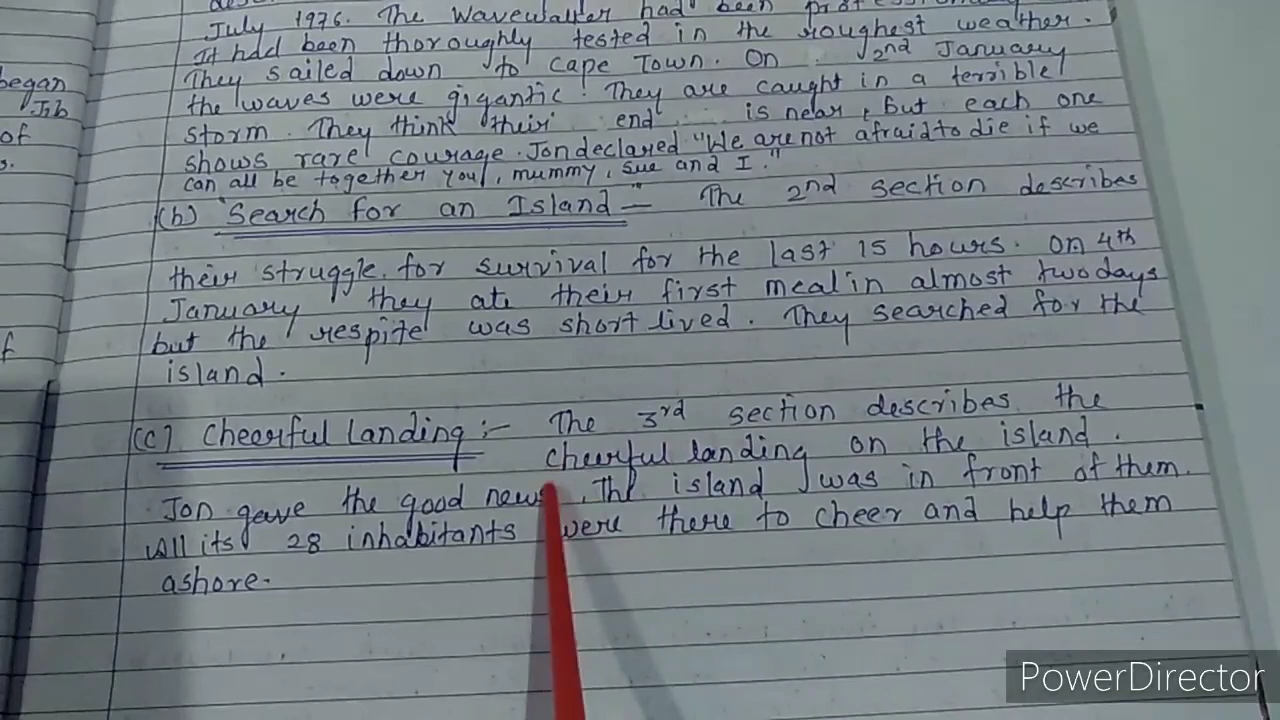 July 1976. The Wavewalker had been
It had been thoroughly tested in the roughest weather.
They sailed down to Cape Town. On 2nd January
the waves were gigantic. They are caught in a terrible
storm. They think their end is near, But each one
shows rare courage. Jon declared "We are not afraid to die if we
can all be together you, mummy, sue and I."
(b) "Search for an Island" - The 2nd section describes
their struggle for survival for the last 15 hours. On 4th
January they ate their first meal in almost two days
but the respite was short lived. They searched for the
island.
(c) Cheerful landing :- The 3rd section describes the
cheerful landing on the island.
Jon gave the good news. The island was in front of them.
All its 28 inhabitants were there to cheer and help them
ashore.
began
Jib
of
s.
f
PowerDirector